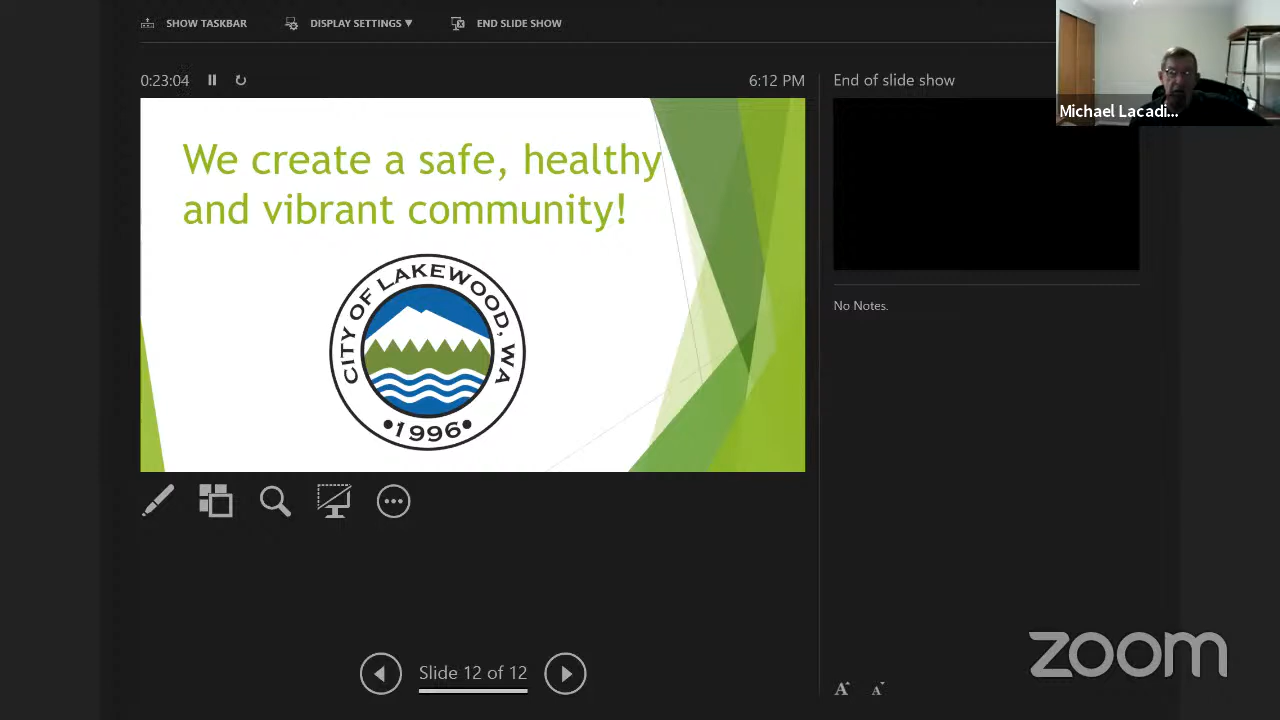 SHOW TASKBAR
DISPLAY SETTINGS ▼
END SLIDE SHOW
0:23:04
6:12 PM
End of slide show
Michael Lacadi...
We create a safe, healthy
and vibrant community!
CITY OF LAKEWOOD, WA
•1996•
No Notes.
Slide 12 of 12
A A
zoom